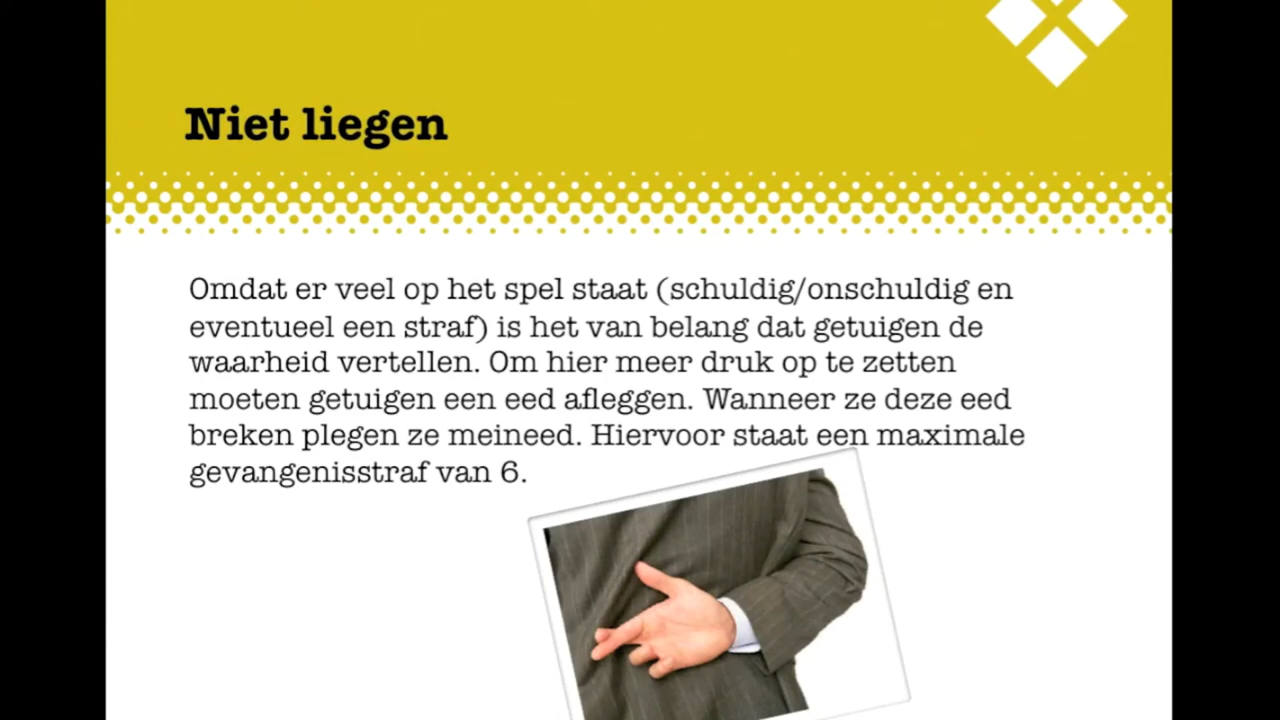 Niet liegen
Omdat er veel op het spel staat (schuldig/onschuldig en
eventueel een straf) is het van belang dat getuigen de
waarheid vertellen. Om hier meer druk op te zetten
moeten getuigen een eed afleggen. Wanneer ze deze eed
breken plegen ze meineed. Hiervoor staat een maximale
gevangenisstraf van 6.